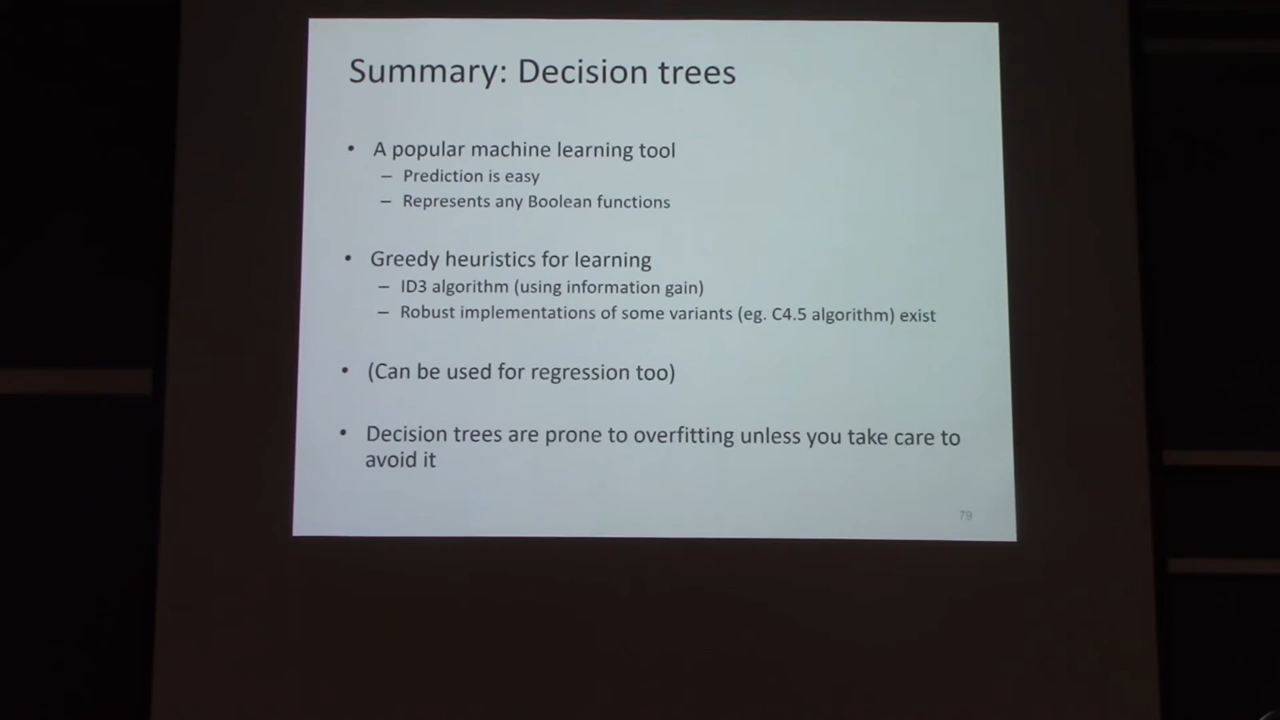 Summary: Decision trees
• A popular machine learning tool
– Prediction is easy
– Represents any Boolean functions
• Greedy heuristics for learning
– ID3 algorithm (using information gain)
– Robust implementations of some variants (eg. C4.5 algorithm) exist
• (Can be used for regression too)
• Decision trees are prone to overfitting unless you take care to
avoid it
79